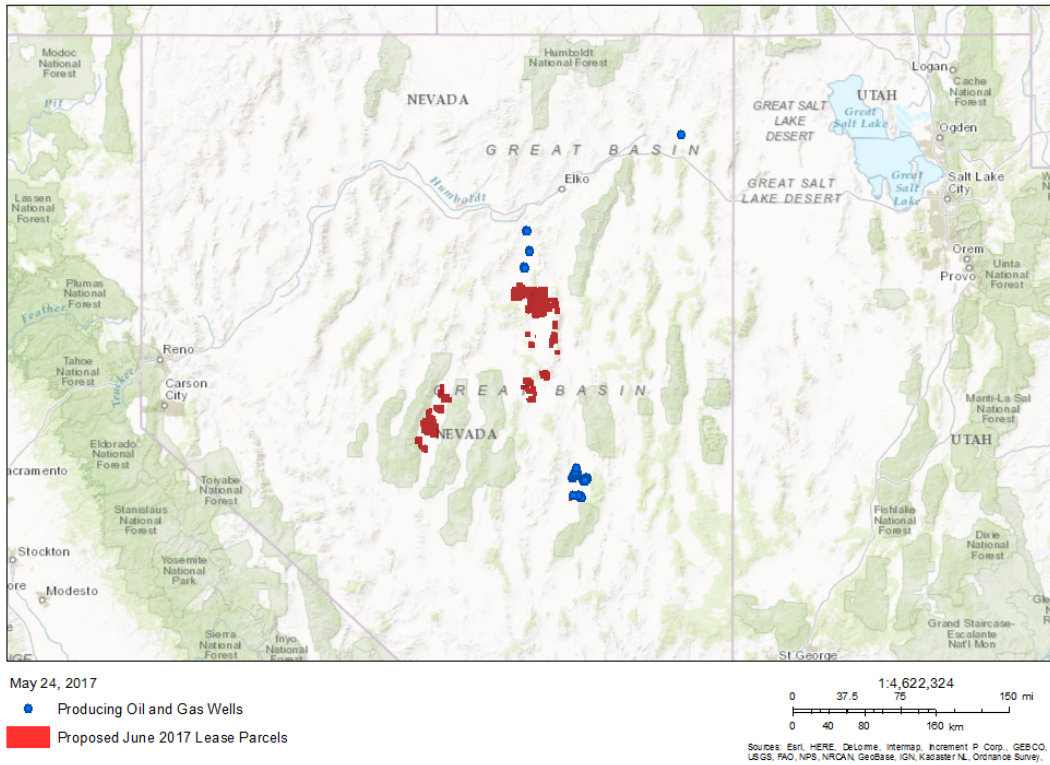 Modoc
National
Forest
Pit
Humboldt
National Forest
NEVADA
GREAT SALT
LAKE
DESERT
UTAH
Great
Salt Lake
Logan
Cache
National
Forest
Ogden
GREAT BASIN
Elko
Humboldt
GREAT SALT
LAKE DESERT
Great
Salt
Lake
Salt Lake
City
Lassen
National
Forest
Orem
Provo
Uinta
National
Forest
Plumas
National
Forest
Feather
Reno
Tahoe
National
Forest
Truckee
Carson
City
GREAT BASIN
NEVADA
Manti-La Sal
National
Forest
UTAH
Eldorado
National
Forest
acramento
Toiyabe
National
Forest
Stanislaus
National
Forest
Fishlake
National
Forest
Dixie
National
Forest
Stockton
Yosemite
National
Park
ore
Modesto
e
Sierra
National
Forest
Inyo
National
Forest
Grand Staircase-
Escalante
Nat'l Mon
St.George
May 24, 2017
Producing Oil and Gas Wells
Proposed June 2017 Lease Parcels
1:4,622,324
0 37.5 75 150 mi
0 40 80 160 km
Sources: Esri, HERE, DeLorme, Intermap, Increment P Corp., GEBCO,
USGS, FAO, NPS, NRCAN, GeoBase, IGN, Kadaster NL, Ordnance Survey,